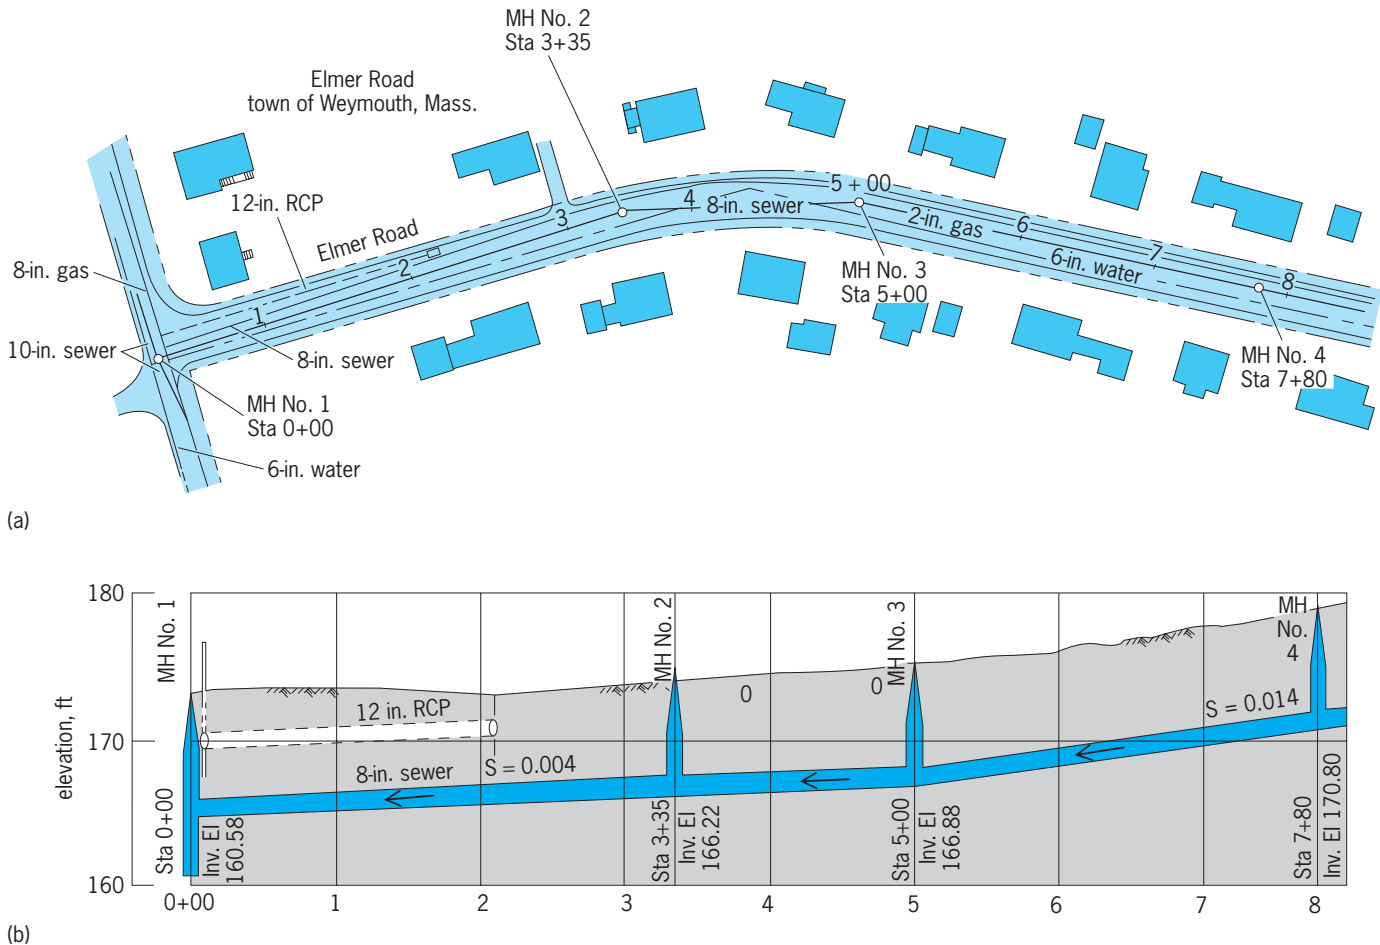 MH No. 2
Sta 3+35
Elmer Road
town of Weymouth, Mass.
12-in. RCP
Elmer Road
8-in. gas
10-in. sewer
8-in. sewer
MH No. 1
Sta 0+00
6-in. water
1
2
3
4
8-in. sewer
5 + 00
2-in. gas
6
6-in. water
7
8
MH No. 3
Sta 5+00
MH No. 4
Sta 7+80
(a)
180
170
160
elevation, ft
MH No. 1
MH No. 2
MH No. 3
MH
No.
4
12 in. RCP
0
0
8-in. sewer
S = 0.004
S = 0.014
Sta 0+00
Inv. El
160.58
Sta 3+35
Inv. El
166.22
Sta 5+00
Inv. El
166.88
Sta 7+80
Inv. El 170.80
0+00
1
2
3
4
5
6
7
8
(b)